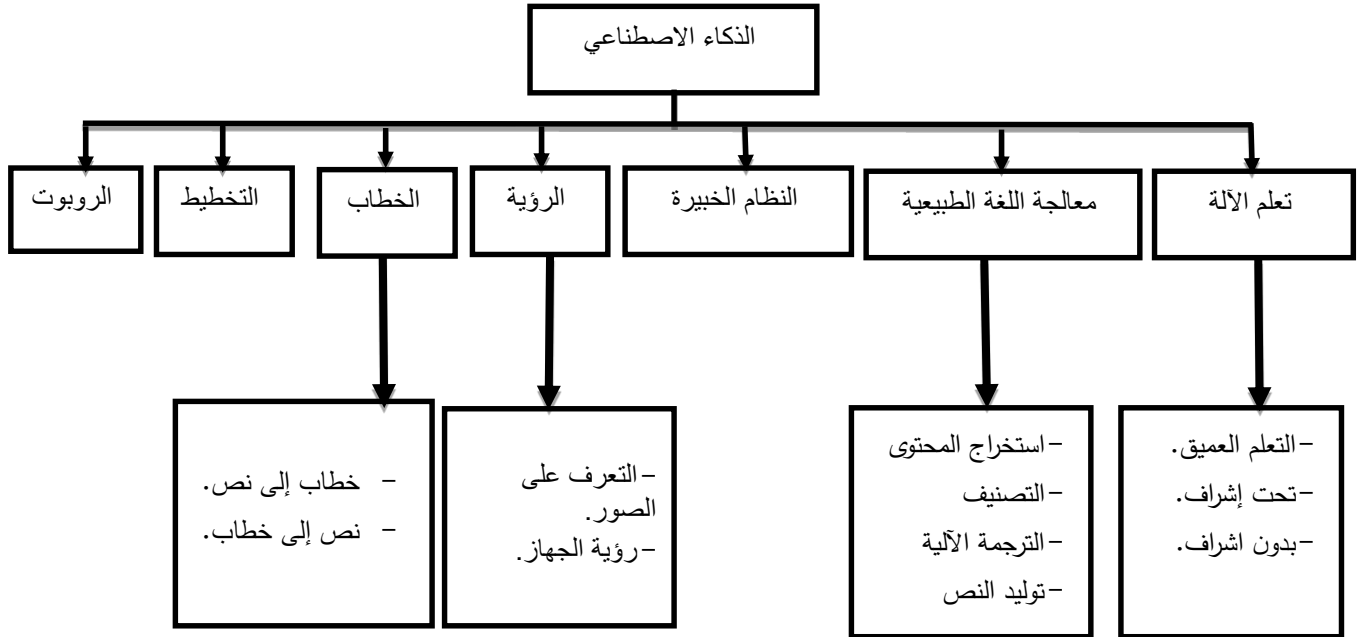 الذكاء الاصطناعي
تعلم الآلة
معالجة اللغة الطبيعية
النظام الخبيرة
الرؤية
الخطاب
التخطيط
الروبوت
-التعلم العميق.
-تحت إشراف.
-بدون اشراف.
-استخراج المحتوى
-التصنيف
-الترجمة الآلية
-توليد النص
-التعرف على
الصور.
-رؤية الجهاز.
- خطاب إلى نص.
- نص إلى خطاب.